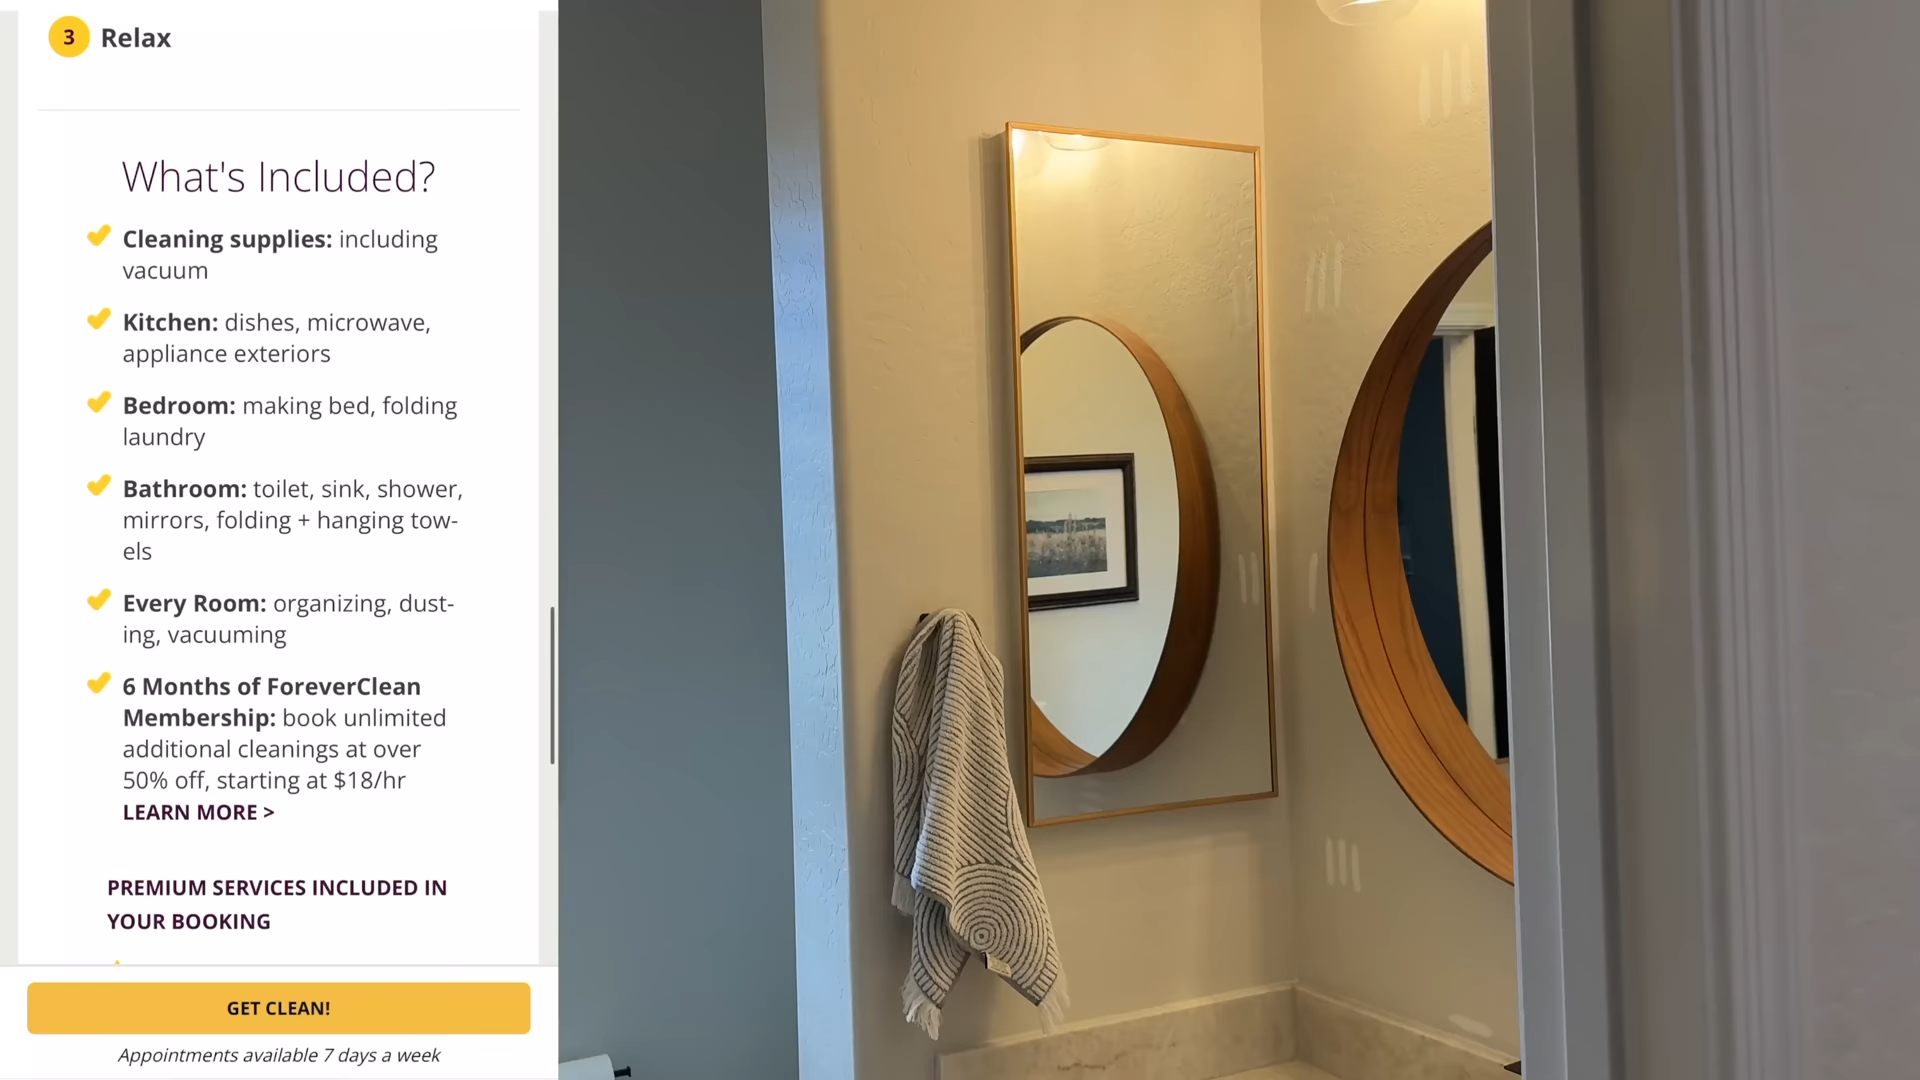 3 Relax
What's Included?
Cleaning supplies: including
vacuum
Kitchen: dishes, microwave,
appliance exteriors
Bedroom: making bed, folding
laundry
Bathroom: toilet, sink, shower,
mirrors, folding + hanging tow-
els
Every Room: organizing, dust-
ing, vacuuming
6 Months of ForeverClean
Membership: book unlimited
additional cleanings at over
50% off, starting at $18/hr
LEARN MORE >
PREMIUM SERVICES INCLUDED IN
YOUR BOOKING
GET CLEAN!
Appointments available 7 days a week